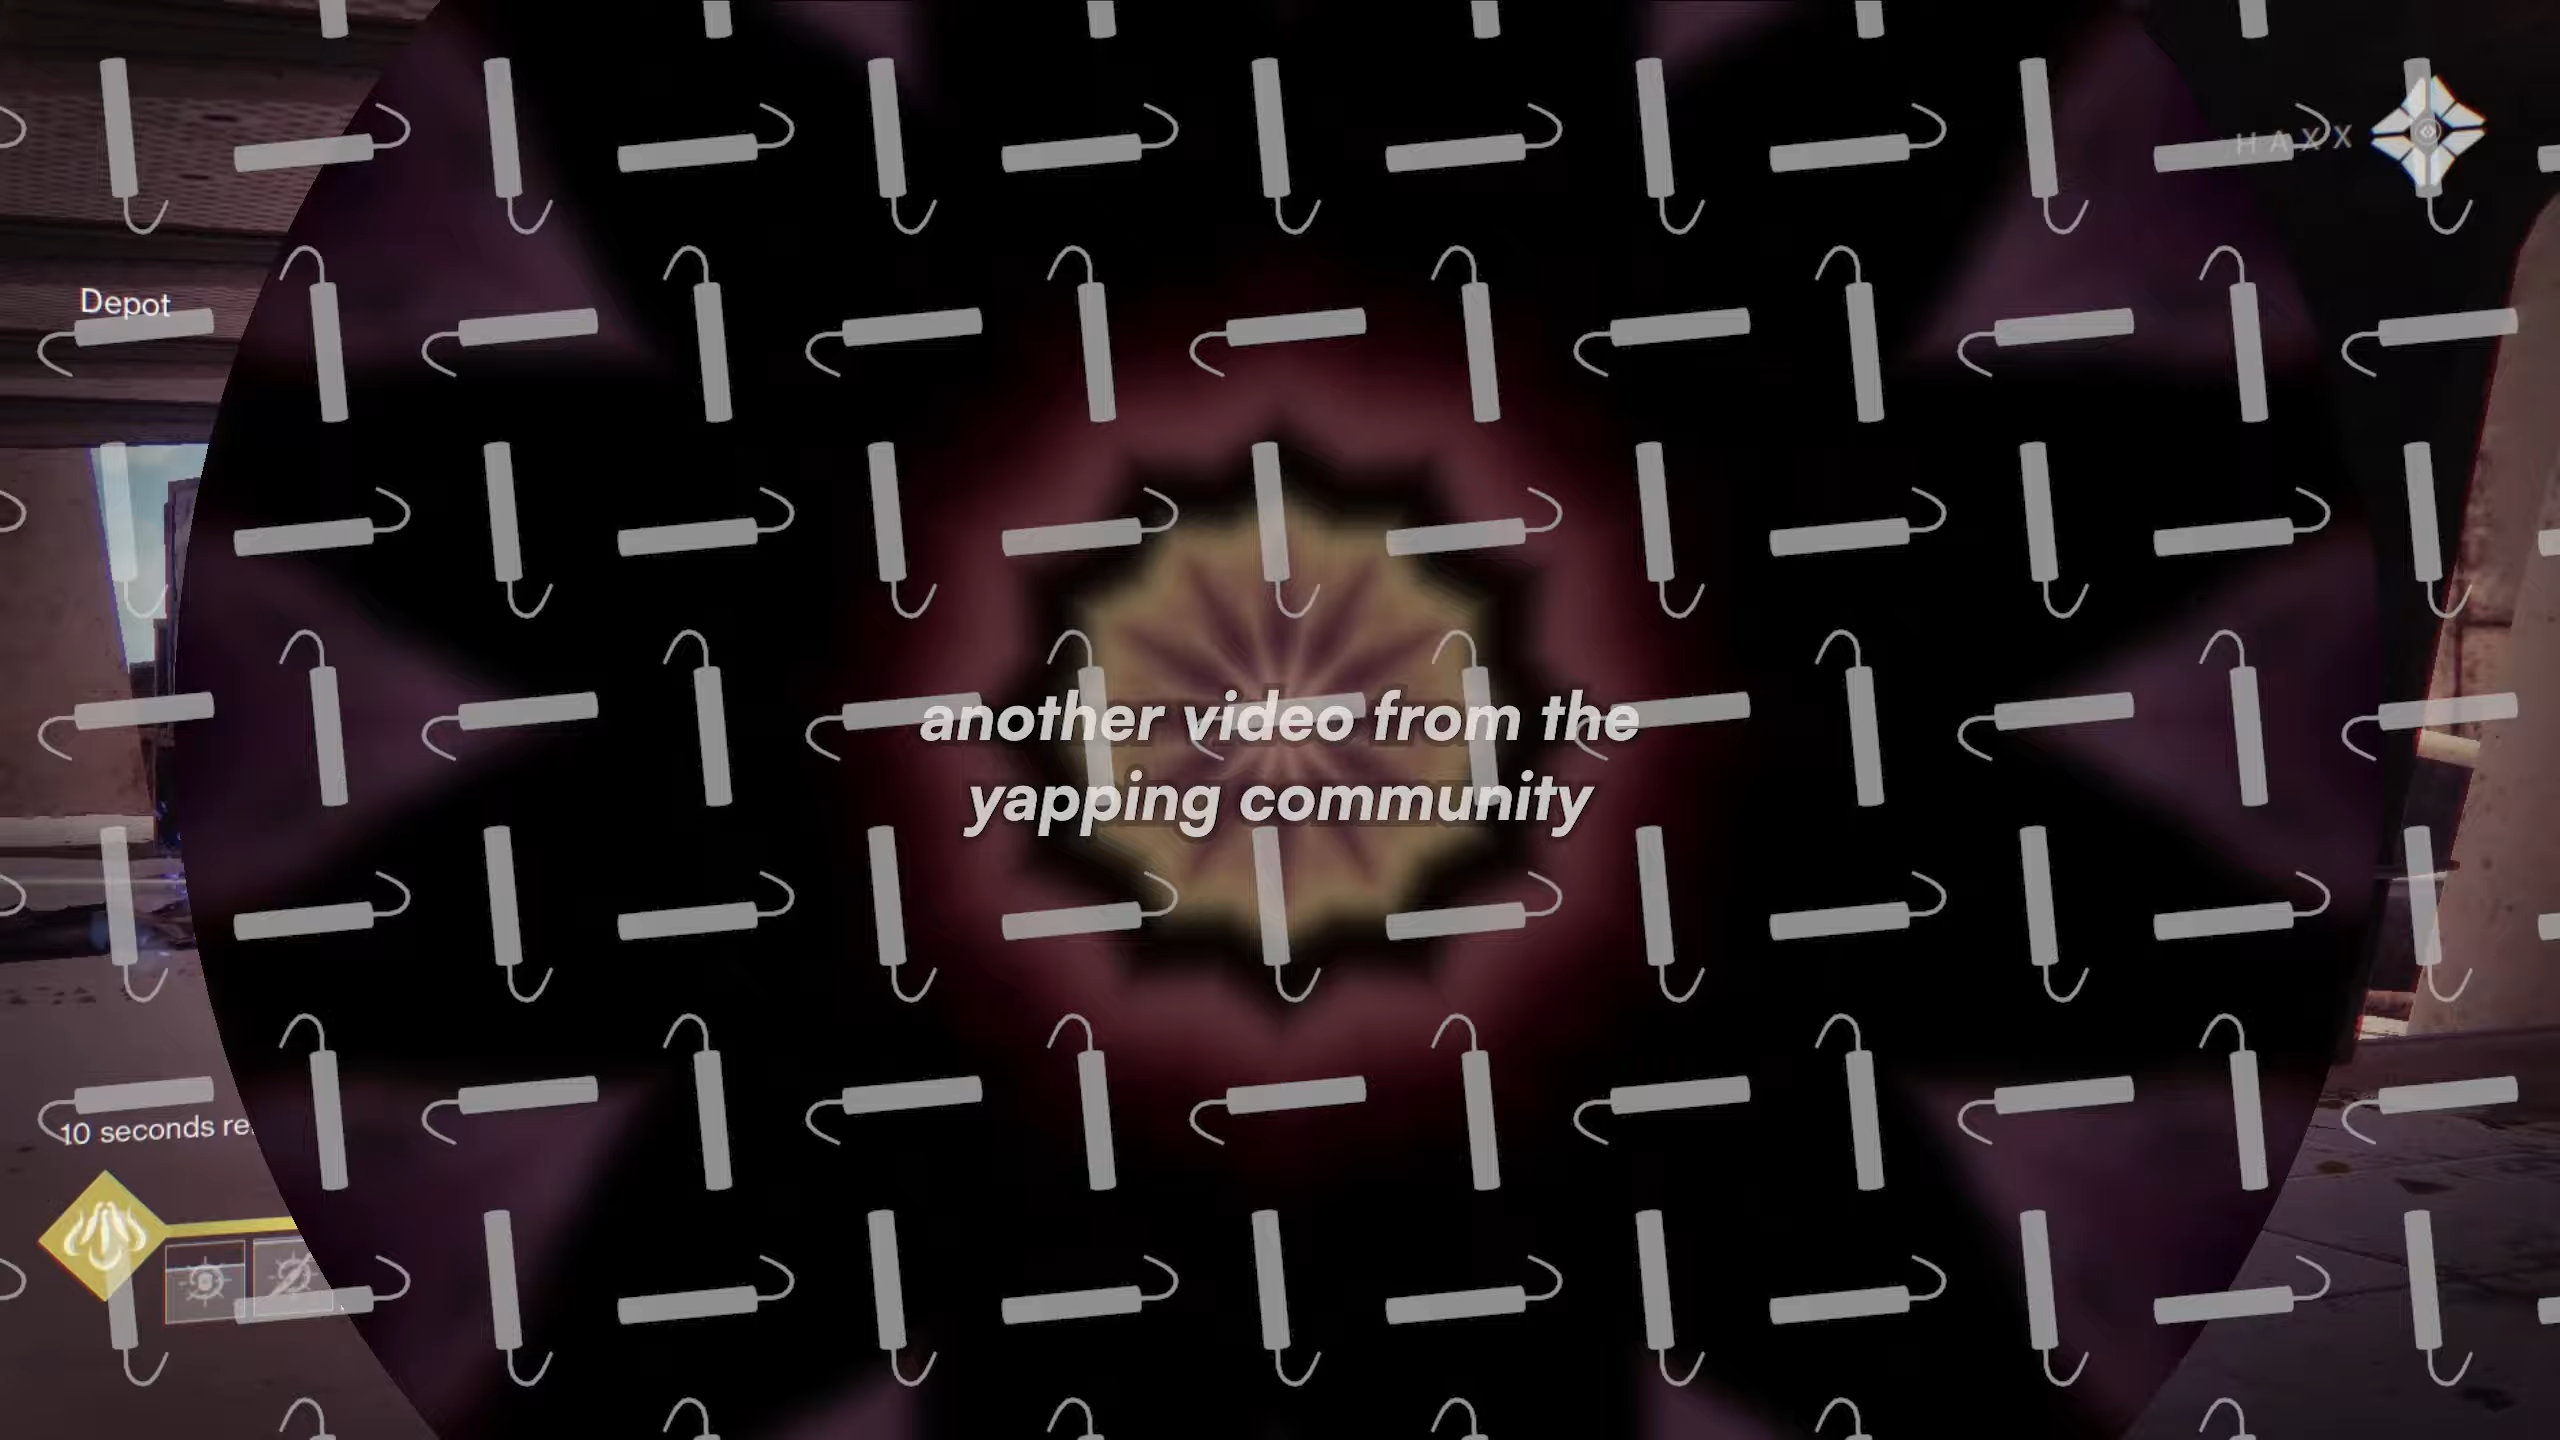 HAXX
Depot
another video from the
yapping community
10 seconds re